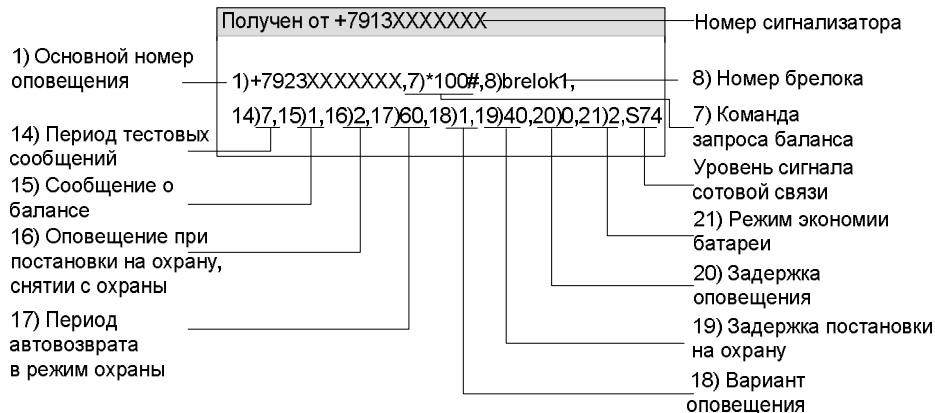 Получен от +7913XXXXXXX
Номер сигнализатора
1) Основной номер
оповещения
1)+7923XXXXXXX,7)*100#,8)brelok1,
8) Номер брелока
14)7,15)1,16)2,17)60,18)1,19)40,20)0,21)2,S74
7) Команда
запроса баланса
14) Период тестовых
сообщений
Уровень сигнала
сотовой связи
15) Сообщение о
балансе
21) Режим экономии
батареи
16) Оповещение при
постановки на охрану,
снятии с охраны
20) Задержка
оповещения
17) Период
автовозврата
в режим охраны
19) Задержка постановки
на охрану
18) Вариант
оповещения